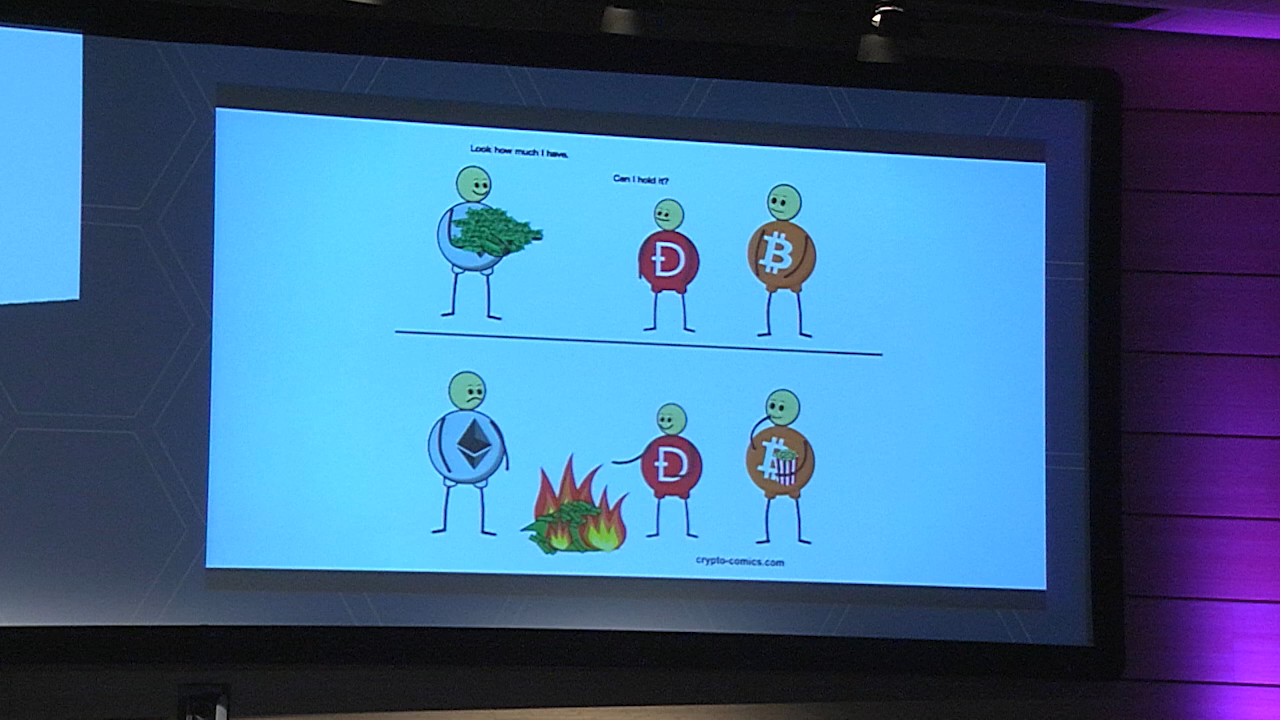 Look how much I have.
Can I hold it?
Đ
₿
Đ
₿
crypto-comics.com